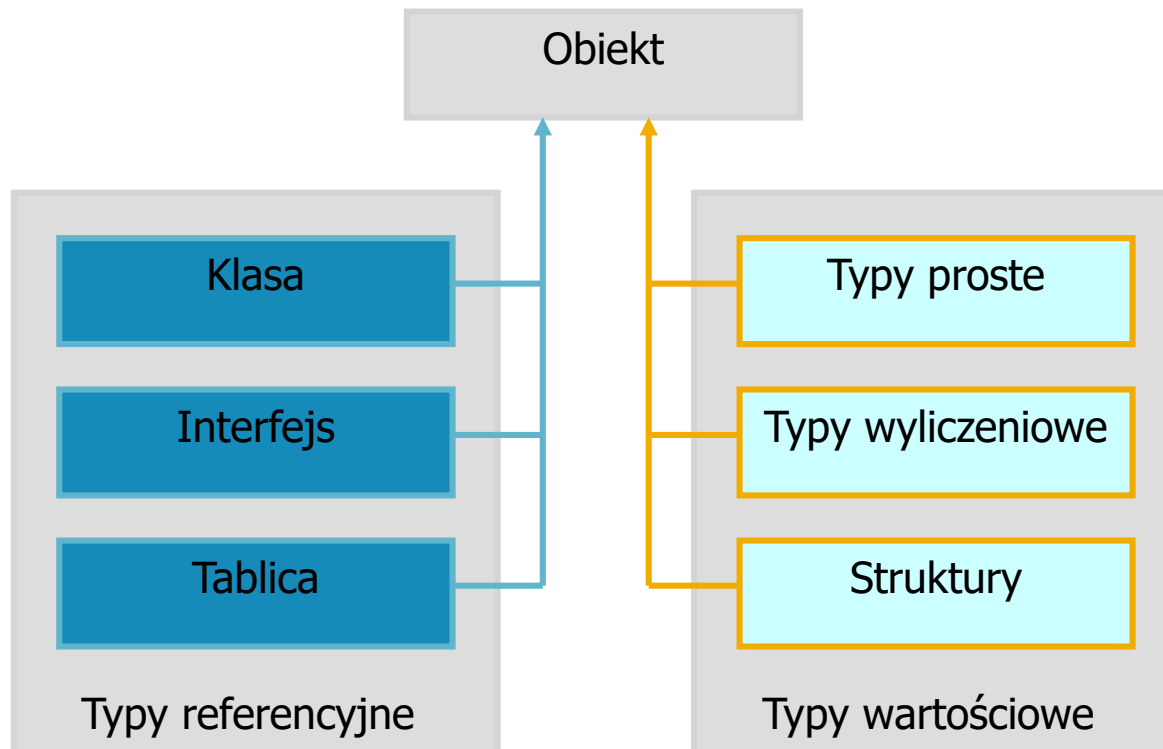 Obiekt
Klasa
Interfejs
Tablica
Typy referencyjne
Typy proste
Typy wyliczeniowe
Struktury
Typy wartościowe